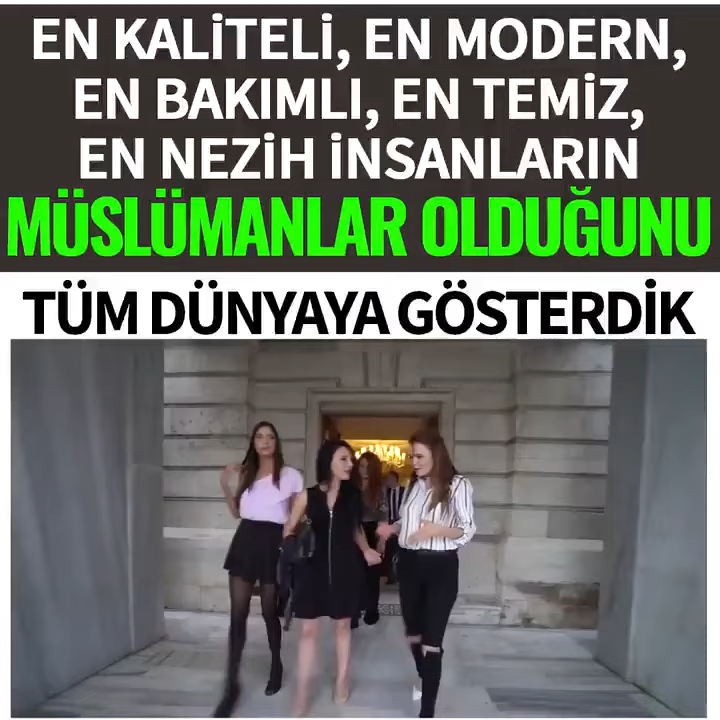 EN KALİTELİ, EN MODERN,
EN BAKIMLI, EN TEMİZ,
EN NEZİH İNSANLARIN
MÜSLÜMANLAR OLDUĞUNU
TÜM DÜNYAYA GÖSTERDİK